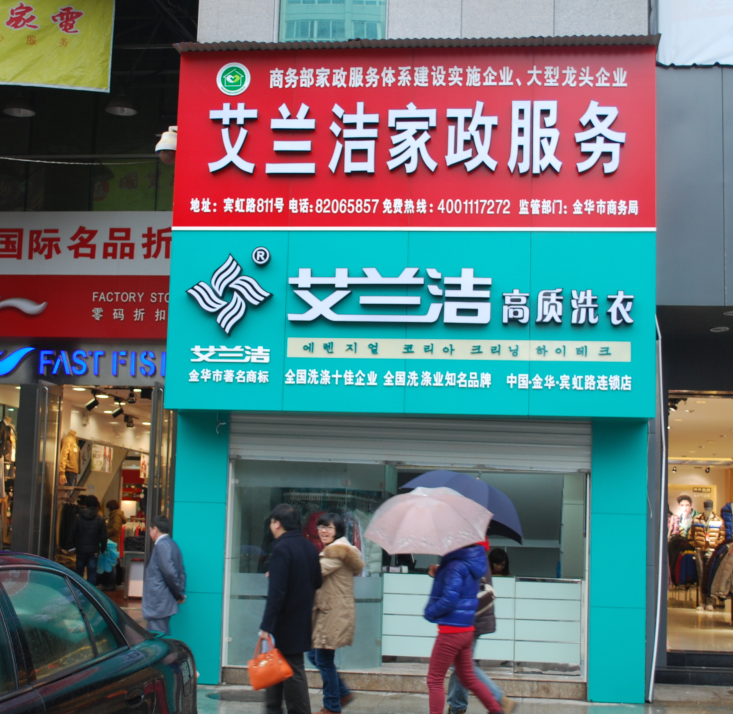 家電
商务部家政服务体系建设实施企业、大型龙头企业
艾兰洁家政服务
地址：宾虹路811号 电话:82065857 免费热线：4001117272 监管部门：金华市商务局
国际名品折
FACTORY STO
零码折扣
FAST FIS
®
艾兰洁 高质洗衣
에렌지얼 코리아 크리닝 하이테크
艾兰洁
金华市著名商标
全国洗涤十佳企业 全国洗涤业知名品牌 中国·金华·宾虹路连锁店